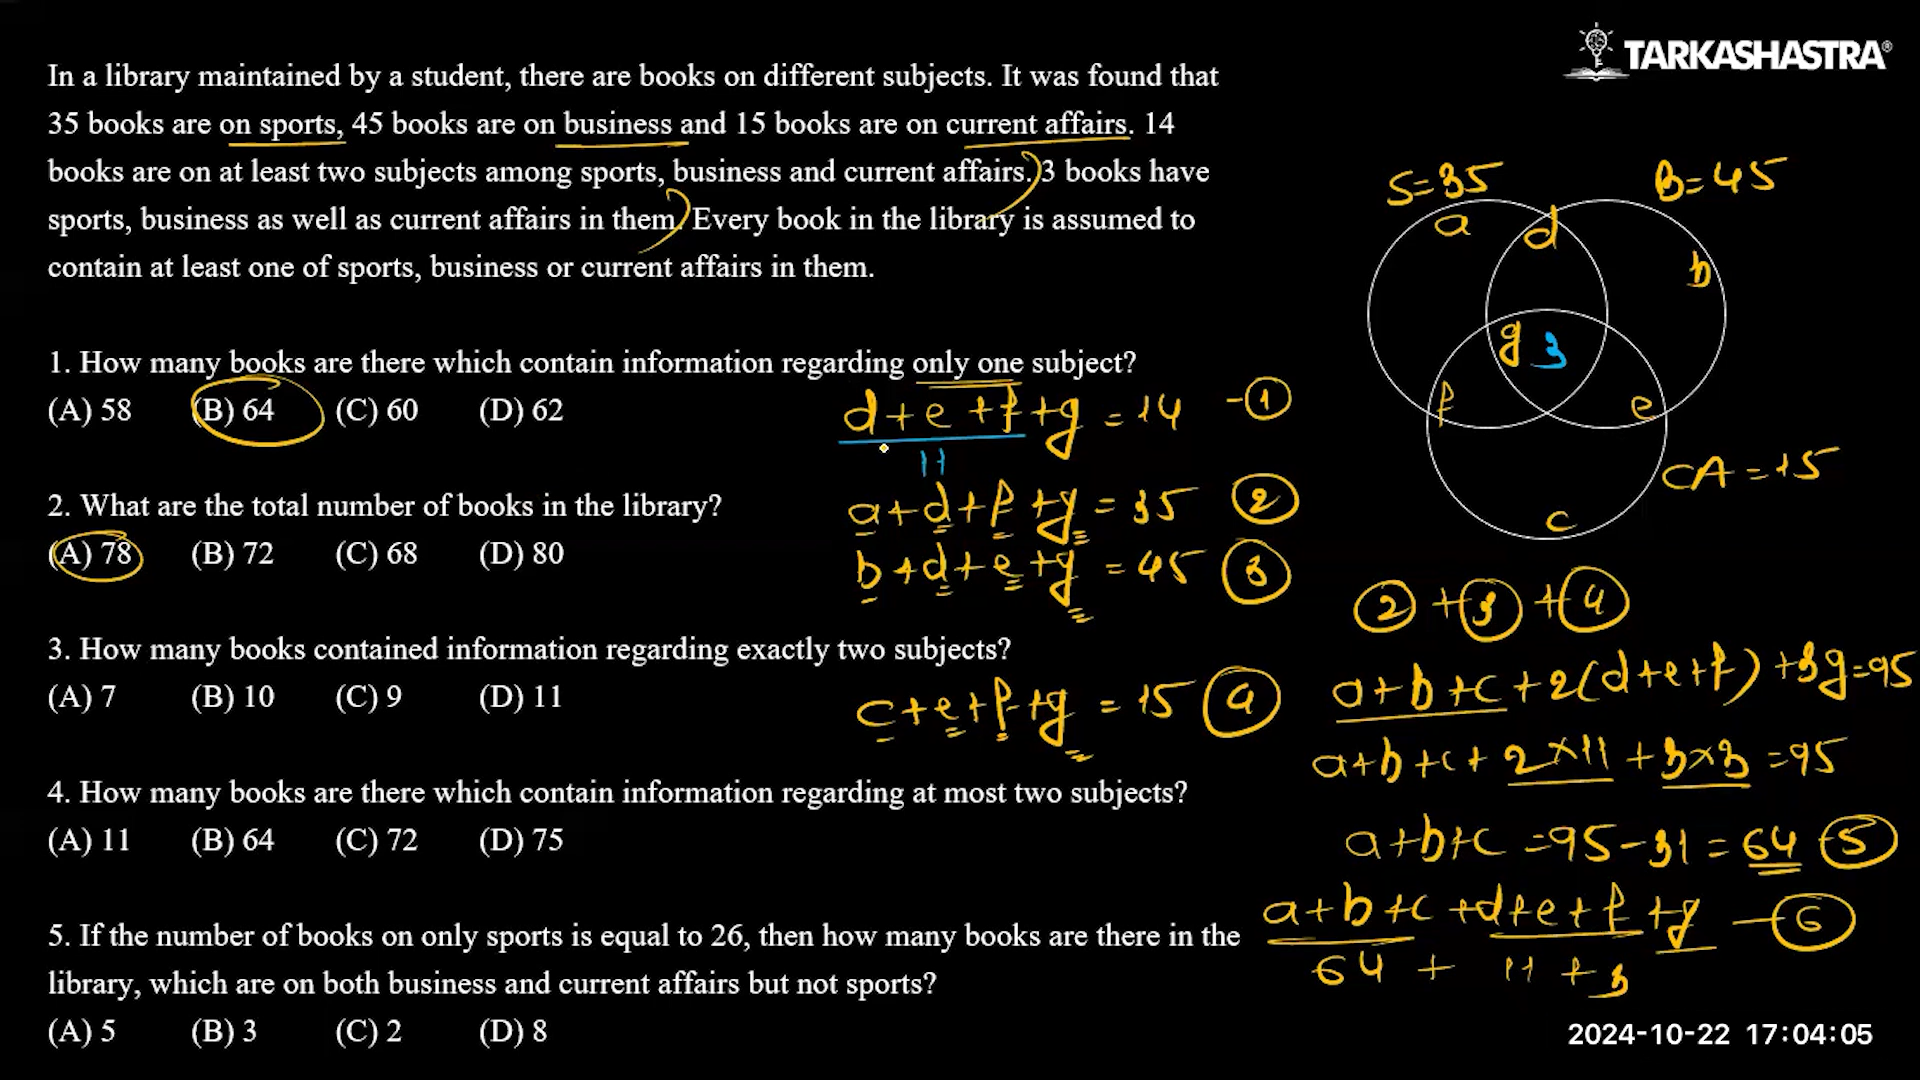 TARKASHASTRA®
In a library maintained by a student, there are books on different subjects. It was found that
35 books are on sports, 45 books are on business and 15 books are on current affairs. 14
books are on at least two subjects among sports, business and current affairs. 3 books have
sports, business as well as current affairs in them. Every book in the library is assumed to
contain at least one of sports, business or current affairs in them.
1. How many books are there which contain information regarding only one subject?
(A) 58 (B) 64 (C) 60 (D) 62
2. What are the total number of books in the library?
(A) 78 (B) 72 (C) 68 (D) 80
3. How many books contained information regarding exactly two subjects?
(A) 7 (B) 10 (C) 9 (D) 11
4. How many books are there which contain information regarding at most two subjects?
(A) 11 (B) 64 (C) 72 (D) 75
5. If the number of books on only sports is equal to 26, then how many books are there in the
library, which are on both business and current affairs but not sports?
(A) 5 (B) 3 (C) 2 (D) 8
d+e+f+g = 14 - 1
11
a+d+f+g = 35 2
b+d+e+g = 45 3
c+e+f+g = 15 4
S=35
B=45
a
d
b
g 3
f
e
CA=15
c
2 + 3 + 4
a+b+c+2(d+e+f)+3g=95
a+b+c+2×11+3×3=95
a+b+c =95-31=64 5
a+b+c+d+e+f+g - 6
64 + 11 + 3
2024-10-22 17:04:05